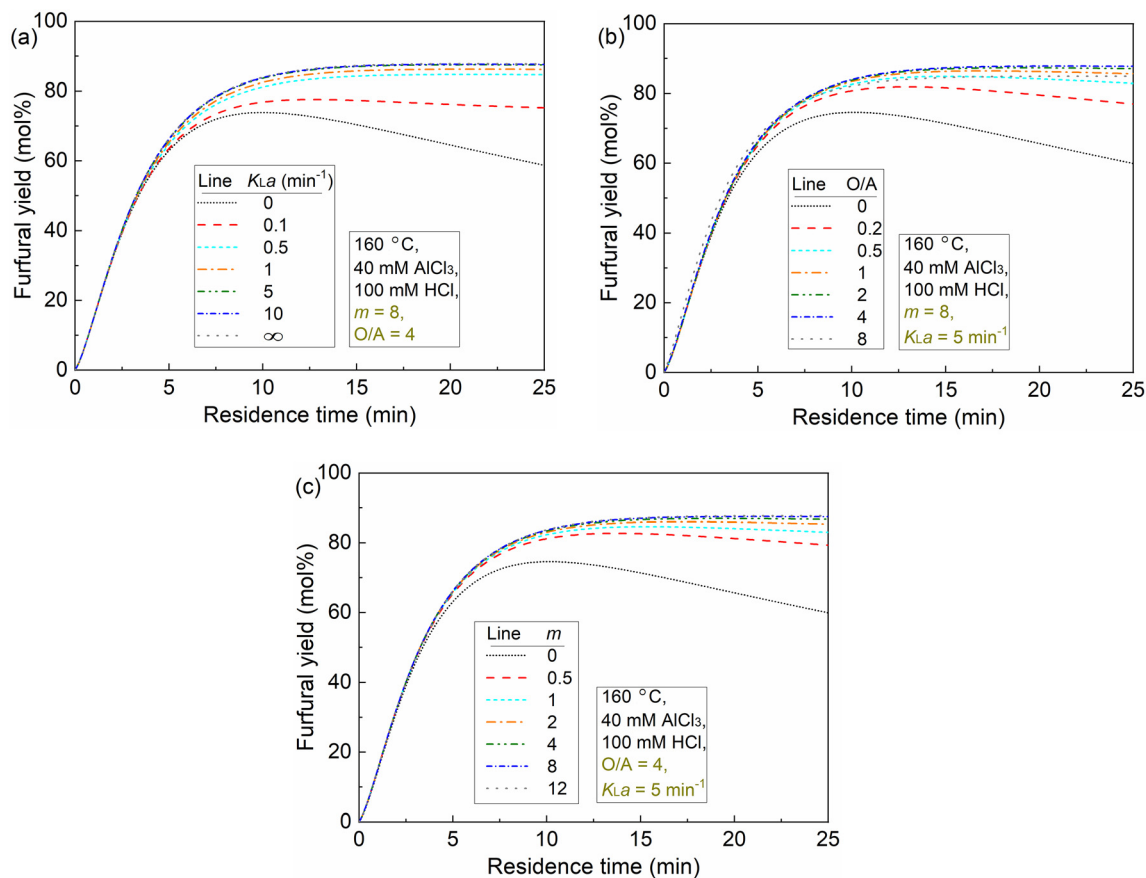 (a)
100
80
60
40
20
0
Furfural yield (mol%)
Line KLa (min⁻¹)
0
0.1
0.5
1
5
10
∞
160 °C,
40 mM AlCl₃,
100 mM HCl,
m = 8,
O/A = 4
0 5 10 15 20 25
Residence time (min)
(b)
100
80
60
40
20
0
Furfural yield (mol%)
Line O/A
0
0.2
0.5
1
2
4
8
160 °C,
40 mM AlCl₃,
100 mM HCl,
m = 8,
KLa = 5 min⁻¹
0 5 10 15 20 25
Residence time (min)
(c)
100
80
60
40
20
0
Furfural yield (mol%)
Line m
0
0.5
1
2
4
8
12
160 °C,
40 mM AlCl₃,
100 mM HCl,
O/A = 4,
KLa = 5 min⁻¹
0 5 10 15 20 25
Residence time (min)